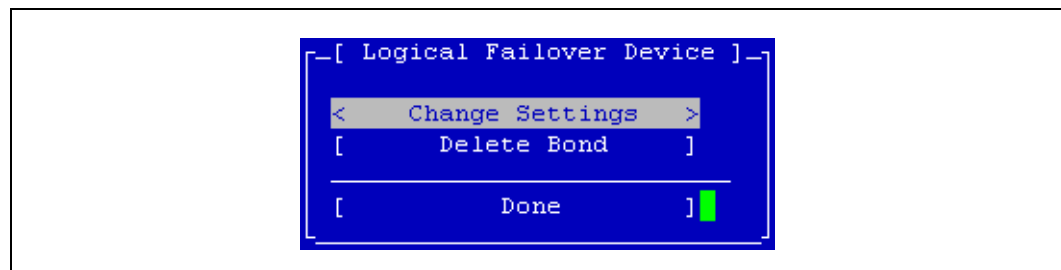 [ Logical Failover Device ]
< Change Settings >
[ Delete Bond ]
[ Done ]